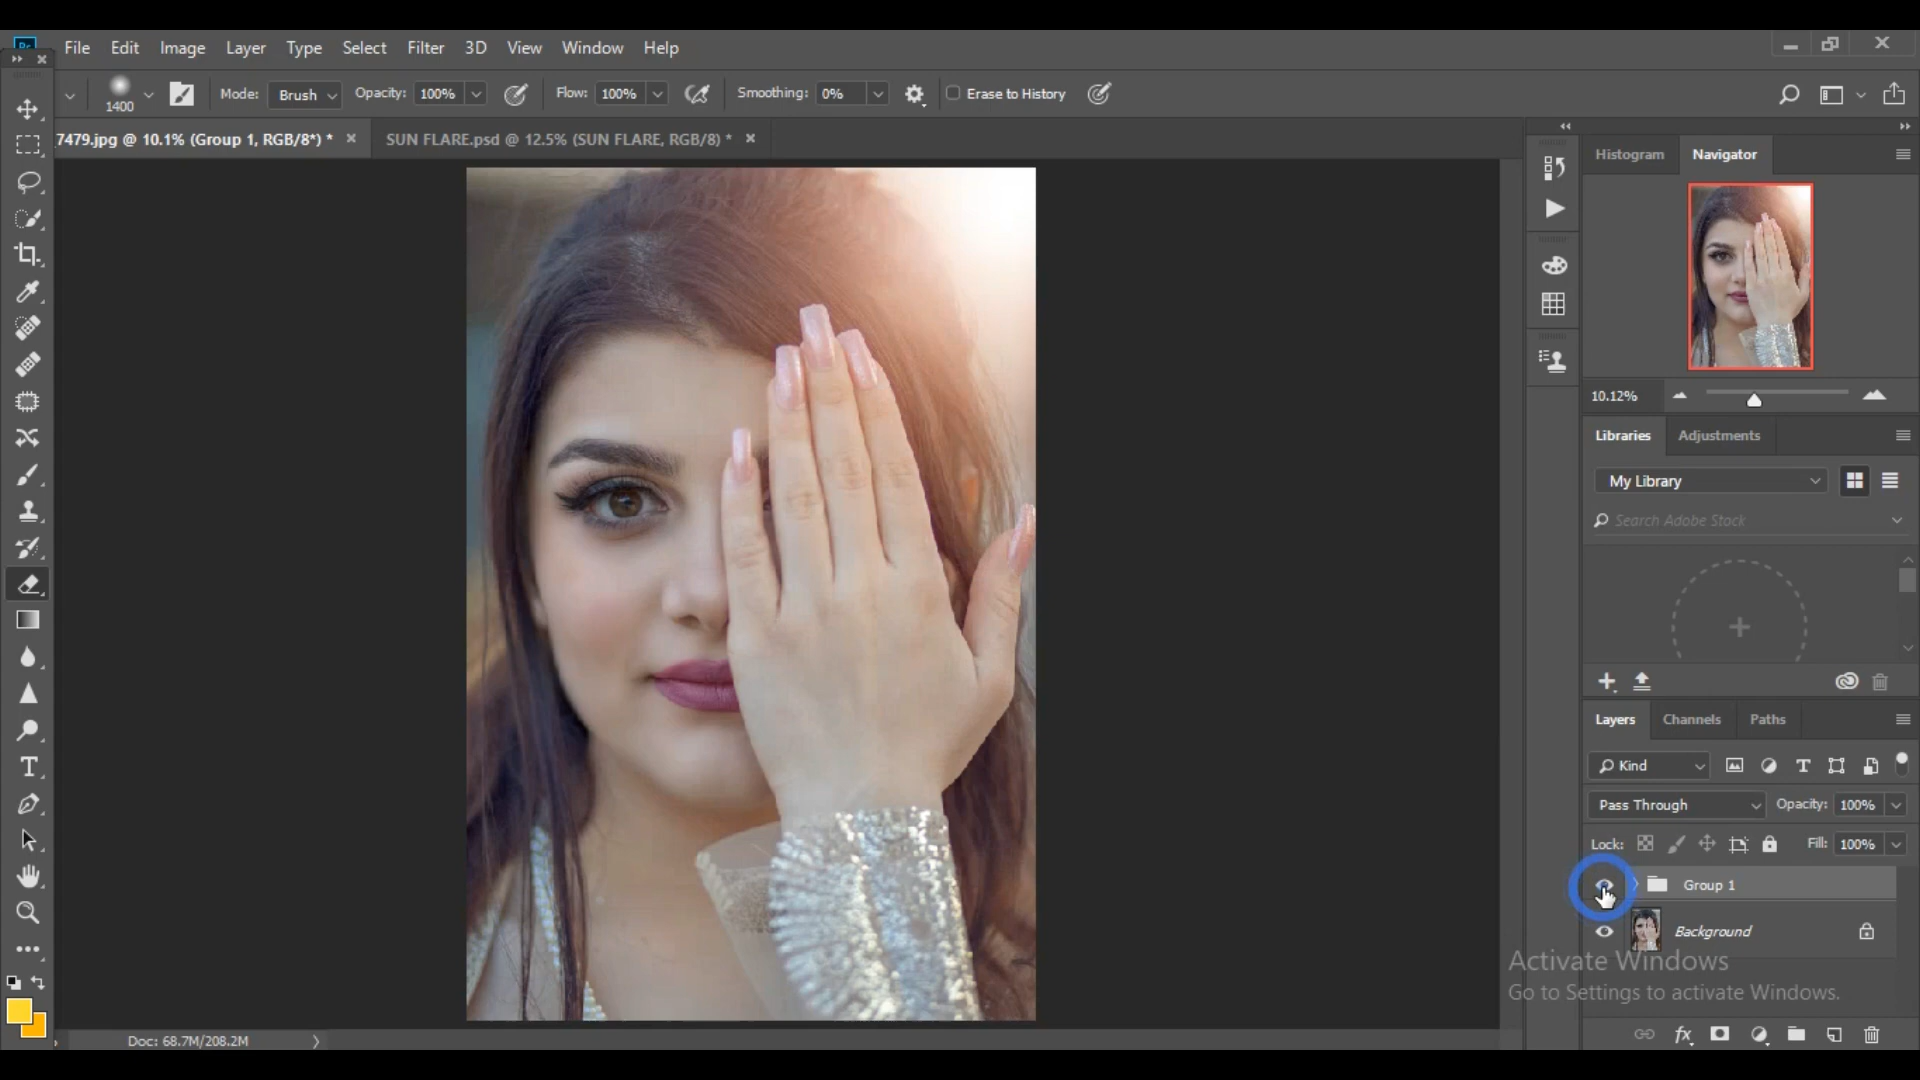 Ps
File Edit Image Layer Type Select Filter 3D View Window Help
1400 Mode: Brush Opacity: 100% Flow: 100% Smoothing: 0% Erase to History
7479.jpg @ 10.1% (Group 1, RGB/8*) * SUN FLARE.psd @ 12.5% (SUN FLARE, RGB/8) *
Histogram Navigator
10.12%
Libraries Adjustments
My Library
Search Adobe Stock
Layers Channels Paths
Kind
Pass Through Opacity: 100%
Lock: Fill: 100%
Group 1
Background
Activate Windows
Go to Settings to activate Windows.
Doc: 68.7M/208.2M